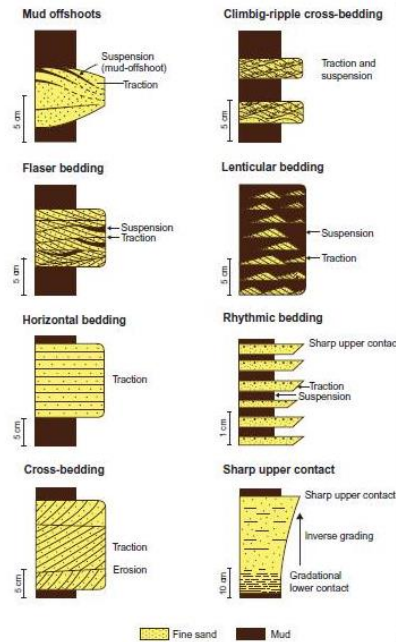 Mud offshoots
Suspension
(mud-offshoot)
Traction
5 cm
Climbig-ripple cross-bedding
Traction and
suspension
5 cm
Flaser bedding
Suspension
Traction
5 cm
Lenticular bedding
Suspension
Traction
5 cm
Horizontal bedding
Traction
5 cm
Rhythmic bedding
Sharp upper contact
Traction
Suspension
1 cm
Cross-bedding
Traction
Erosion
5 cm
Sharp upper contact
Sharp upper contact
Inverse grading
Gradational
lower contact
10 cm
Fine sand
Mud